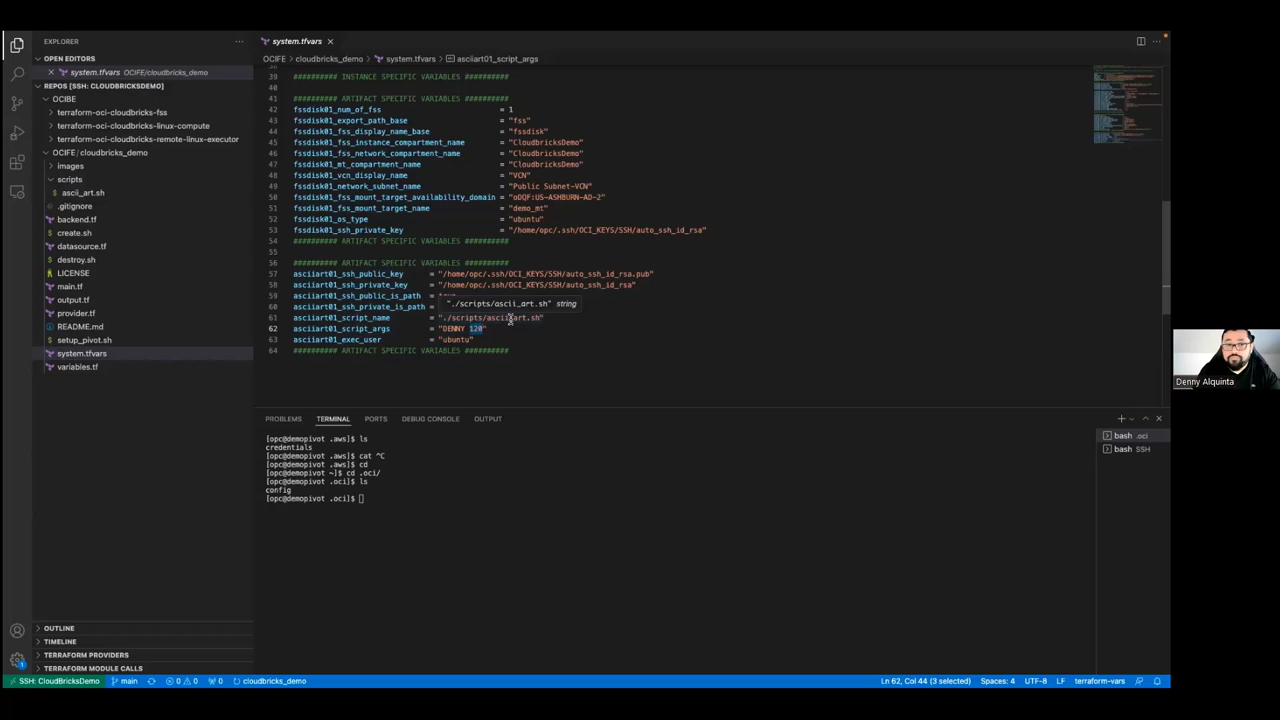 EXPLORER
OPEN EDITORS
system.tfvars OCIFE/cloudbricks_demo
REPOS [SSH: CLOUDBRICKSDEMO]
OCIBE
terraform-oci-cloudbricks-fss
terraform-oci-cloudbricks-linux-compute
terraform-oci-cloudbricks-remote-linux-executor
OCIFE / cloudbricks_demo
images
scripts
ascii_art.sh
.gitignore
backend.tf
create.sh
datasource.tf
destroy.sh
LICENSE
main.tf
output.tf
provider.tf
README.md
setup_pivot.sh
system.tfvars
variables.tf
OUTLINE
TIMELINE
TERRAFORM PROVIDERS
TERRAFORM MODULE CALLS
system.tfvars
OCIFE > cloudbricks_demo > system.tfvars > asciiart01_script_args
39 ########## INSTANCE SPECIFIC VARIABLES ##########
40
41 ########## ARTIFACT SPECIFIC VARIABLES ##########
42 fssdisk01_num_of_fss = 1
43 fssdisk01_export_path_base = "fss"
44 fssdisk01_fss_display_name_base = "fssdisk"
45 fssdisk01_fss_instance_compartment_name = "CloudbricksDemo"
46 fssdisk01_fss_network_compartment_name = "CloudbricksDemo"
47 fssdisk01_mt_compartment_name = "CloudbricksDemo"
48 fssdisk01_vcn_display_name = "VCN"
49 fssdisk01_network_subnet_name = "Public Subnet-VCN"
50 fssdisk01_fss_mount_target_availability_domain = "oDQF:US-ASHBURN-AD-2"
51 fssdisk01_fss_mount_target_name = "demo_mt"
52 fssdisk01_os_type = "ubuntu"
53 fssdisk01_ssh_private_key = "/home/opc/.ssh/OCI_KEYS/SSH/auto_ssh_id_rsa"
54 ########## ARTIFACT SPECIFIC VARIABLES ##########
55
56 ########## ARTIFACT SPECIFIC VARIABLES ##########
57 asciiart01_ssh_public_key = "/home/opc/.ssh/OCI_KEYS/SSH/auto_ssh_id_rsa.pub"
58 asciiart01_ssh_private_key = "/home/opc/.ssh/OCI_KEYS/SSH/auto_ssh_id_rsa"
59 asciiart01_ssh_public_is_path =
"./scripts/ascii_art.sh" string
60 asciiart01_ssh_private_is_path =
61 asciiart01_script_name = "./scripts/ascii_art.sh"
62 asciiart01_script_args = "DENNY 120"
63 asciiart01_exec_user = "ubuntu"
64 ########## ARTIFACT SPECIFIC VARIABLES ##########
PROBLEMS TERMINAL PORTS DEBUG CONSOLE OUTPUT
[opc@demopivot .aws]$ ls
credentials
[opc@demopivot .aws]$ cat ^C
[opc@demopivot .aws]$ cd
[opc@demopivot ~]$ cd .oci/
[opc@demopivot .oci]$ ls
config
[opc@demopivot .oci]$
bash .oci
bash SSH
Denny Alquinta
1
SSH: CloudBricksDemo main 0 0 0 cloudbricks_demo Ln 62, Col 44 (3 selected) Spaces: 4 UTF-8 LF terraform-vars